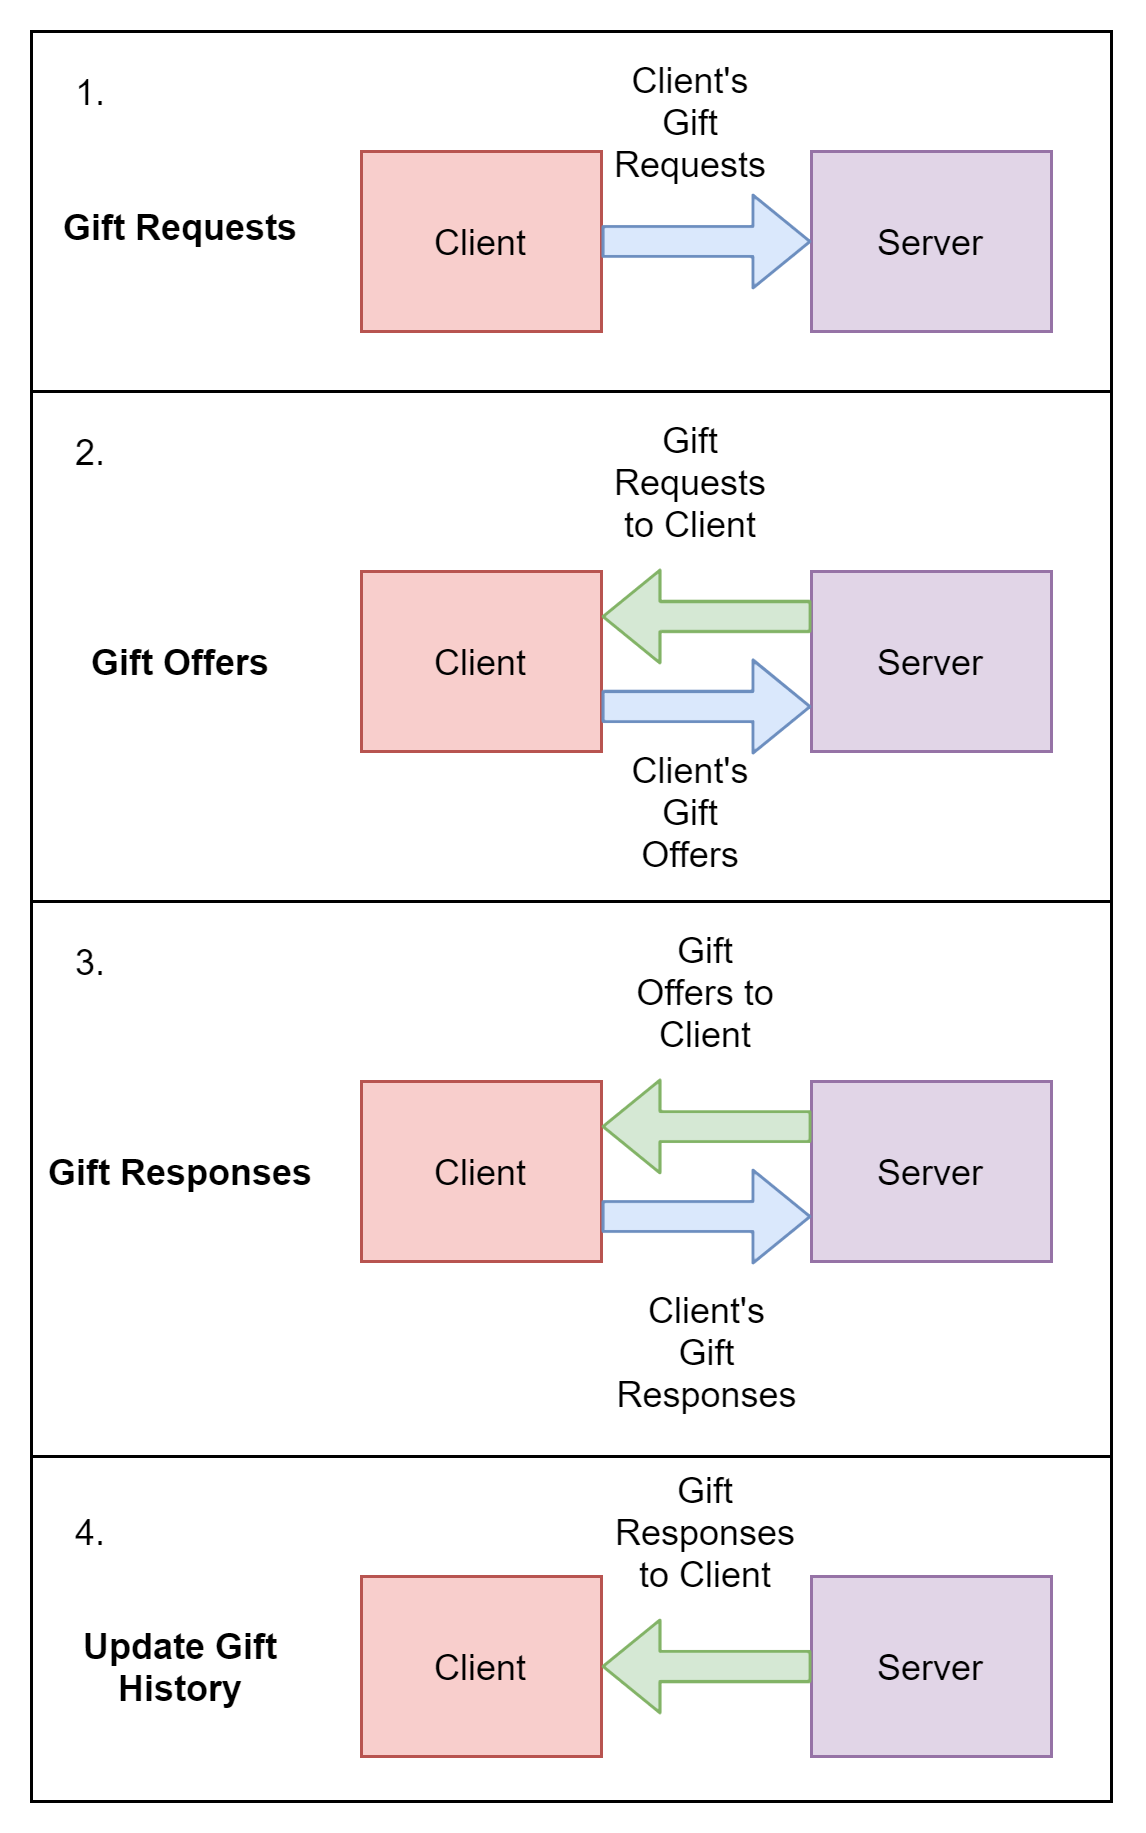 1.
Client's
Gift
Requests
Gift Requests
Client
Server
2.
Gift
Requests
to Client
Gift Offers
Client
Server
Client's
Gift
Offers
3.
Gift
Offers to
Client
Gift Responses
Client
Server
Client's
Gift
Responses
4.
Gift
Responses
to Client
Update Gift
History
Client
Server